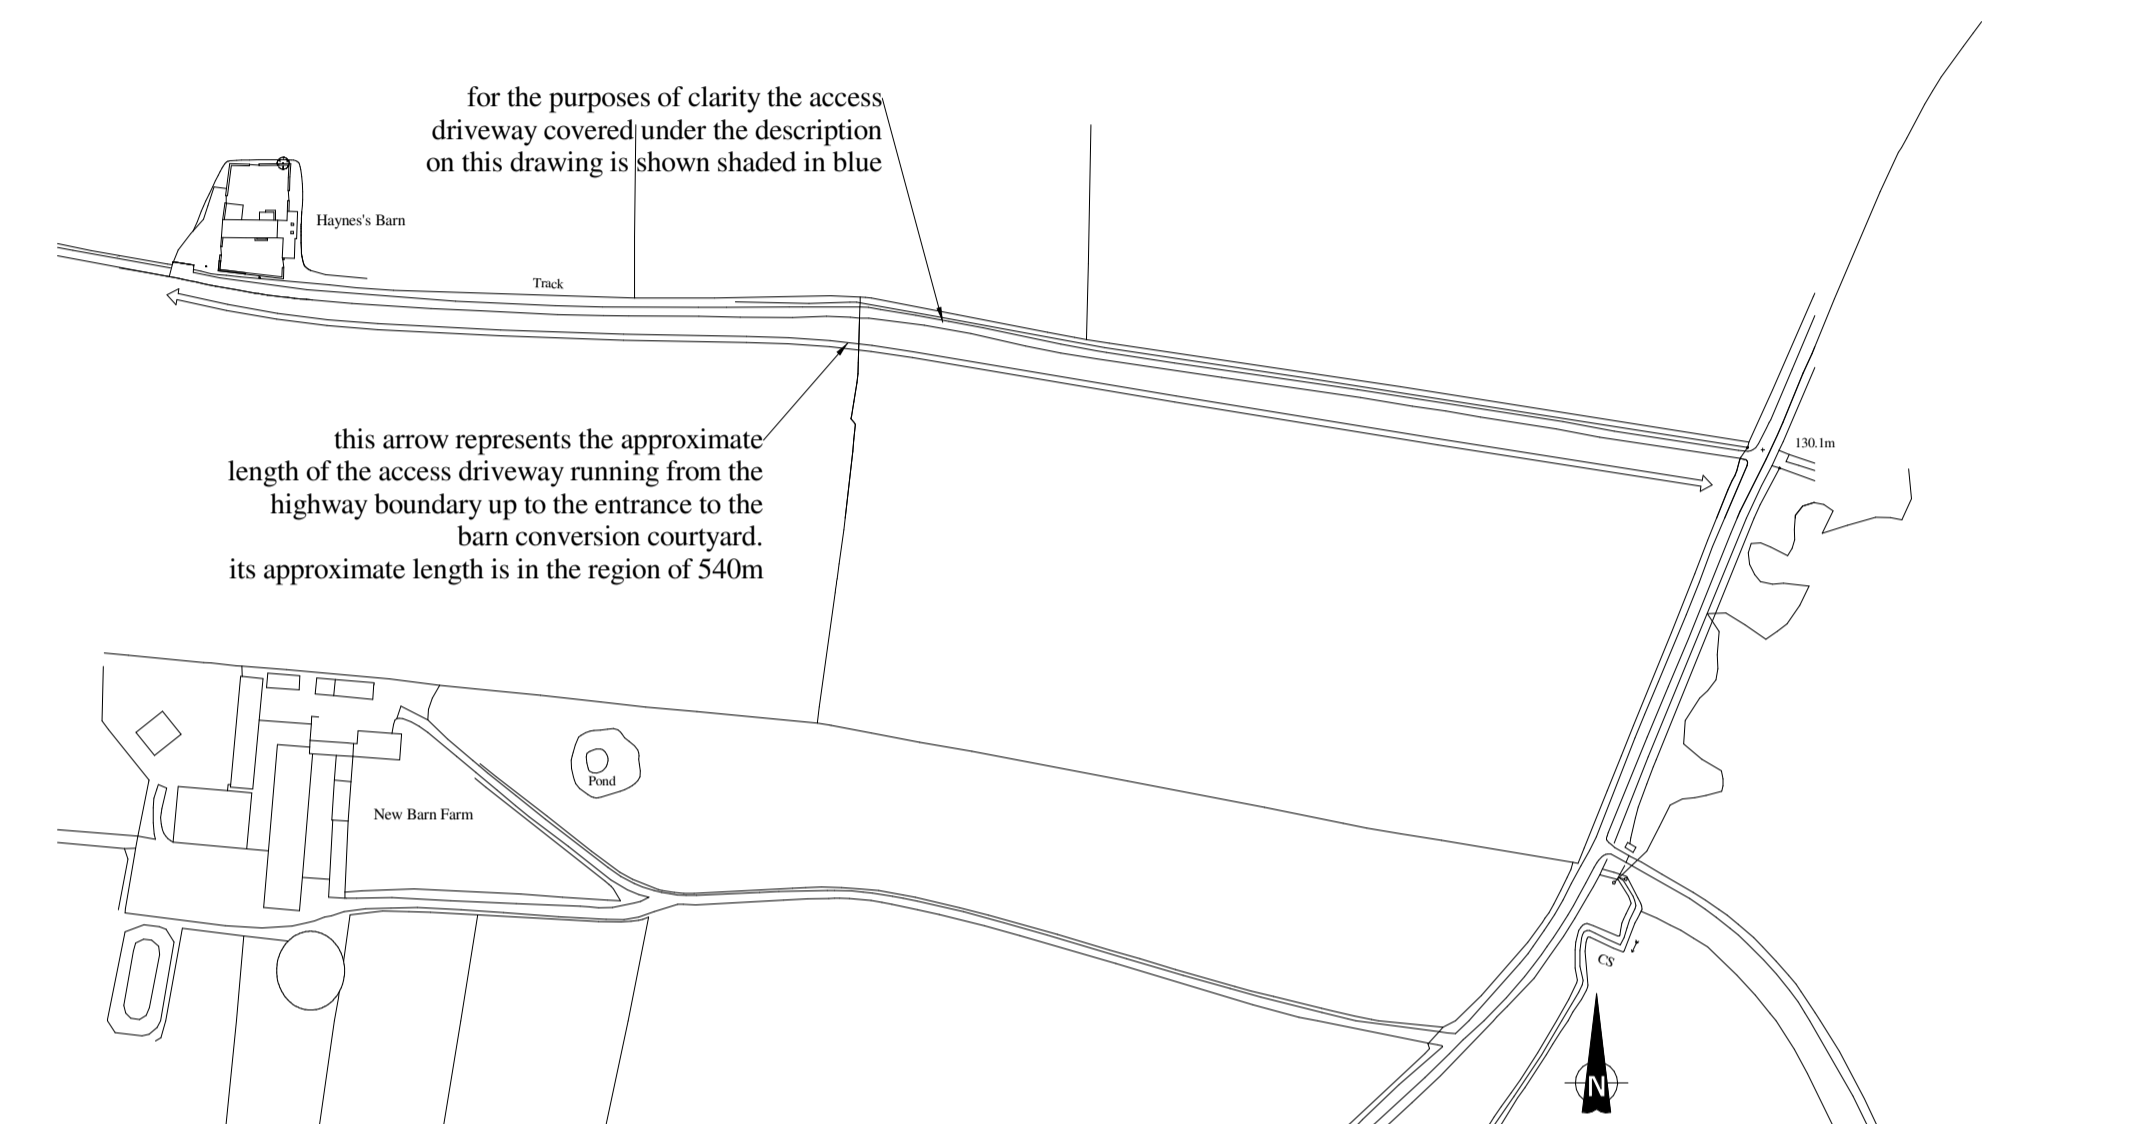 for the purposes of clarity the access
driveway covered under the description
on this drawing is shown shaded in blue
Haynes's Barn
Track
this arrow represents the approximate
length of the access driveway running from the
highway boundary up to the entrance to the
barn conversion courtyard.
its approximate length is in the region of 540m
130.1m
Pond
New Barn Farm
CS
N